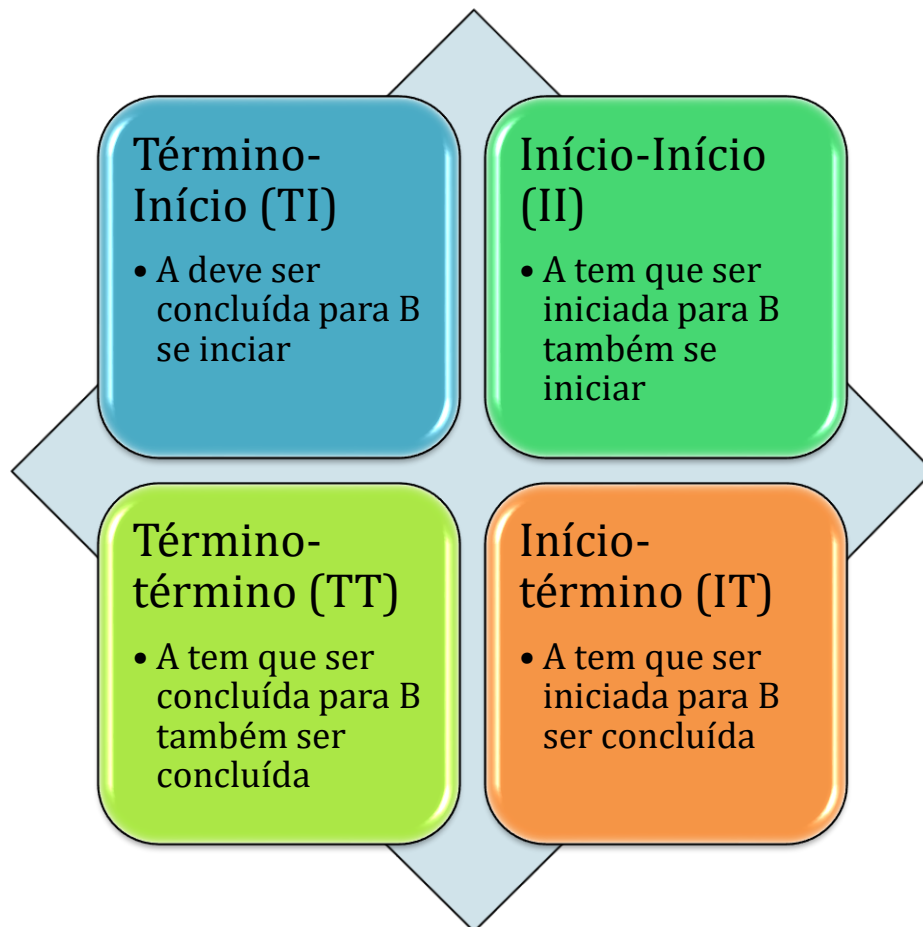 Término-
Início (TI)
• A deve ser
concluída para B
se inciar
Início-Início
(II)
• A tem que ser
iniciada para B
também se
iniciar
Término-
término (TT)
• A tem que ser
concluída para B
também ser
concluída
Início-
término (IT)
• A tem que ser
iniciada para B
ser concluída